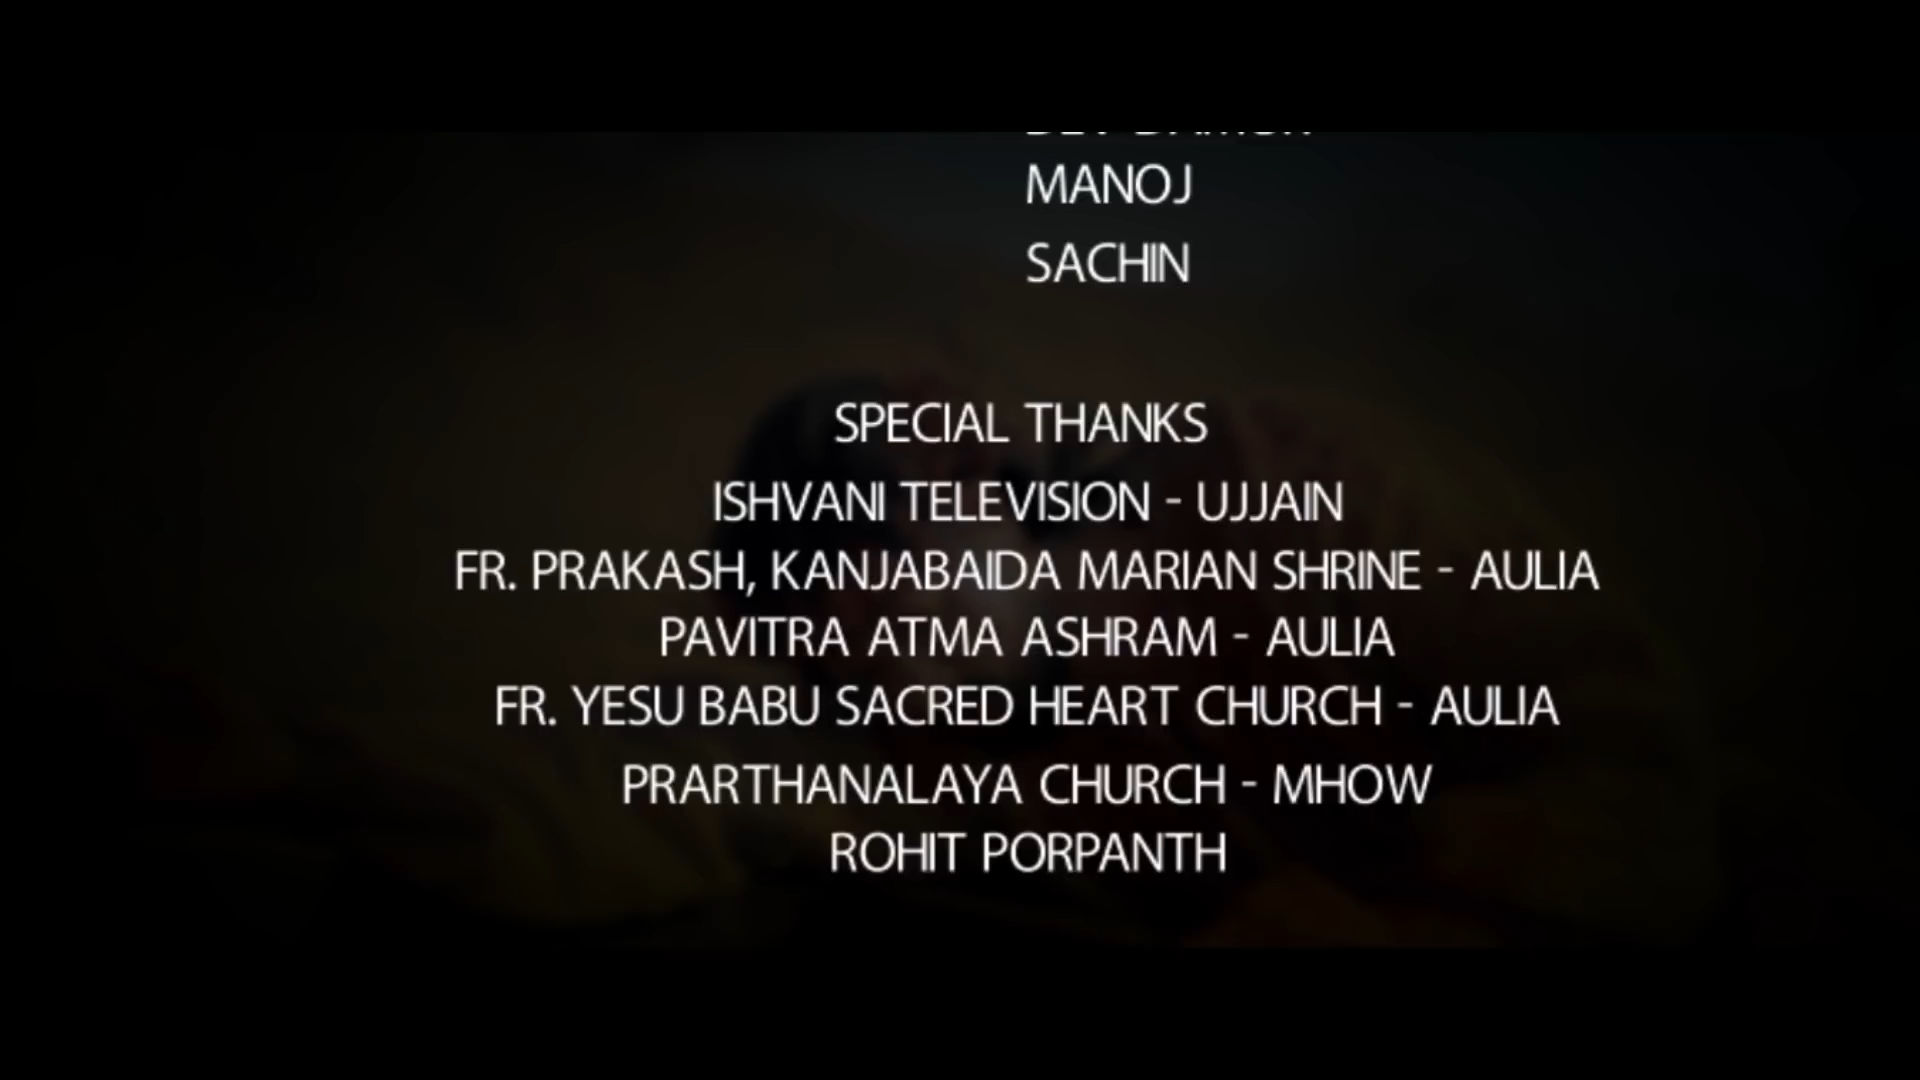 MANOJ
SACHIN
SPECIAL THANKS
ISHVANI TELEVISION - UJJAIN
FR. PRAKASH, KANJABAIDA MARIAN SHRINE - AULIA
PAVITRA ATMA ASHRAM - AULIA
FR. YESU BABU SACRED HEART CHURCH - AULIA
PRARTHANALAYA CHURCH - MHOW
ROHIT PORPANTH